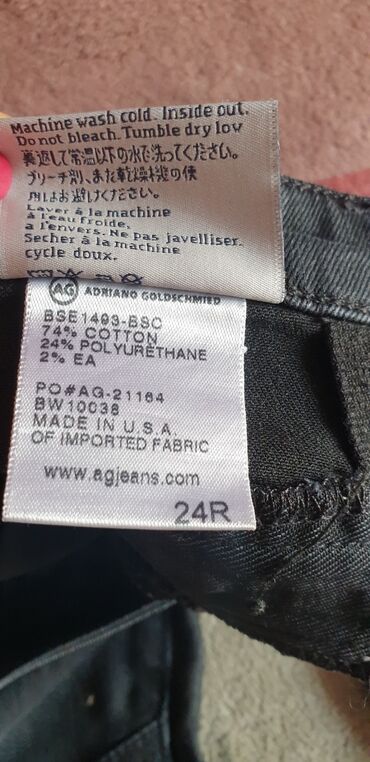 Machine wash cold. Inside out.
Do not bleach. Tumble dry low
裏返して常温以下の水で洗ってください。
ブリーチ剤、また乾燥機の使
用はお避けください。
Laver à la machine
à l'eau froide,
à l'envers. Ne pas javelliser.
Secher à la machine
cycle doux.
AG ADRIANO GOLDSCHMIED
BSE1493-BSC
74% COTTON
24% POLYURETHANE
2% EA
PO#AG-21164
BW10038
MADE IN U.S.A.
OF IMPORTED FABRIC
www.agjeans.com
24R